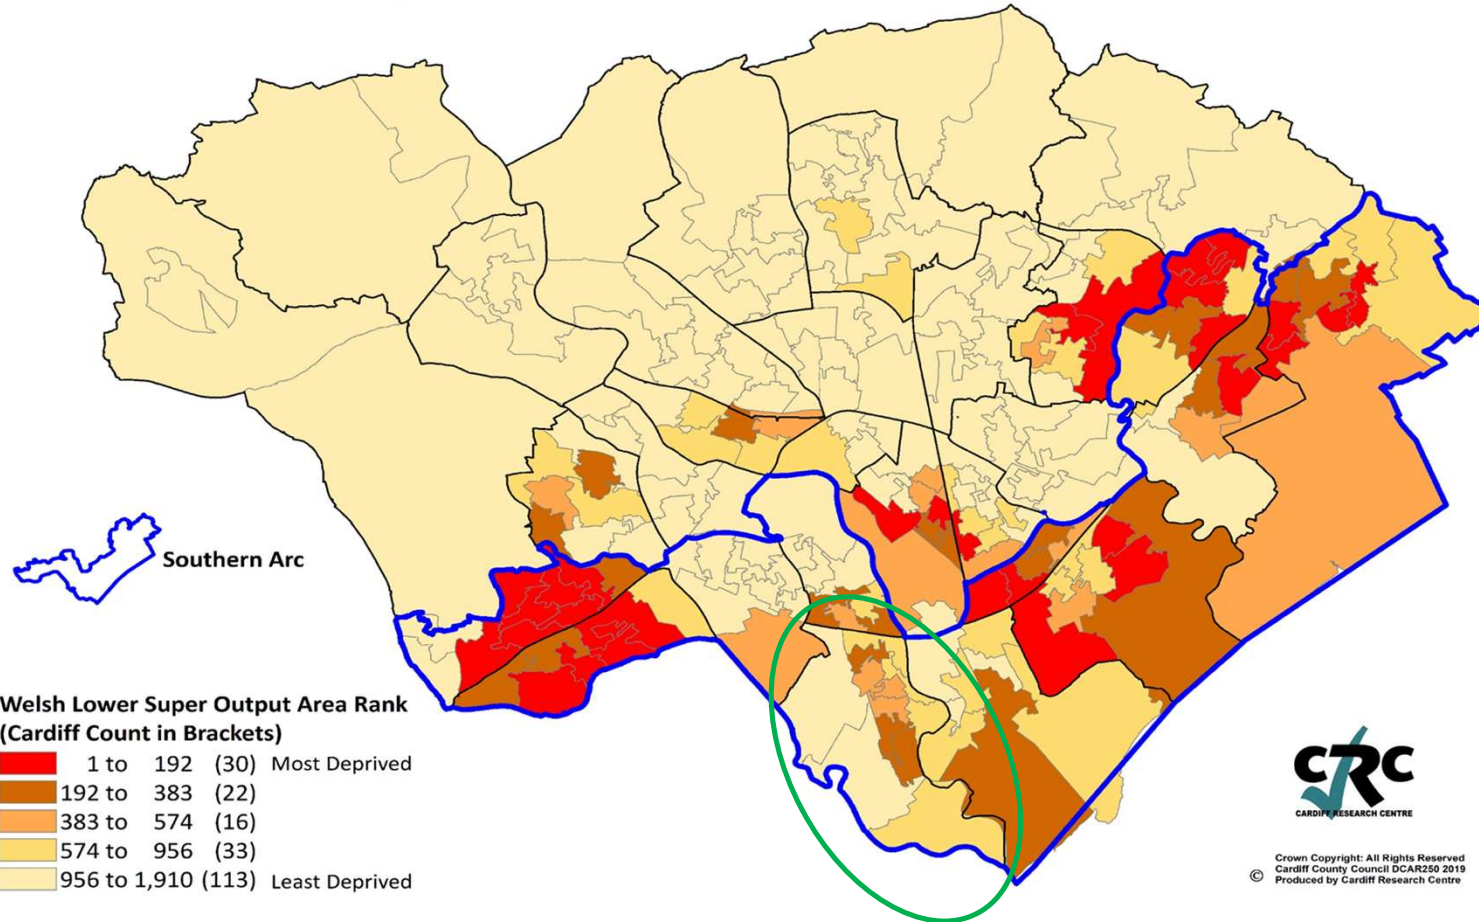 Southern Arc
Welsh Lower Super Output Area Rank
(Cardiff Count in Brackets)
1 to 192 (30) Most Deprived
192 to 383 (22)
383 to 574 (16)
574 to 956 (33)
956 to 1,910 (113) Least Deprived
CRC
CARDIFF RESEARCH CENTRE
Crown Copyright: All Rights Reserved
Cardiff County Council DCAR250 2019
© Produced by Cardiff Research Centre